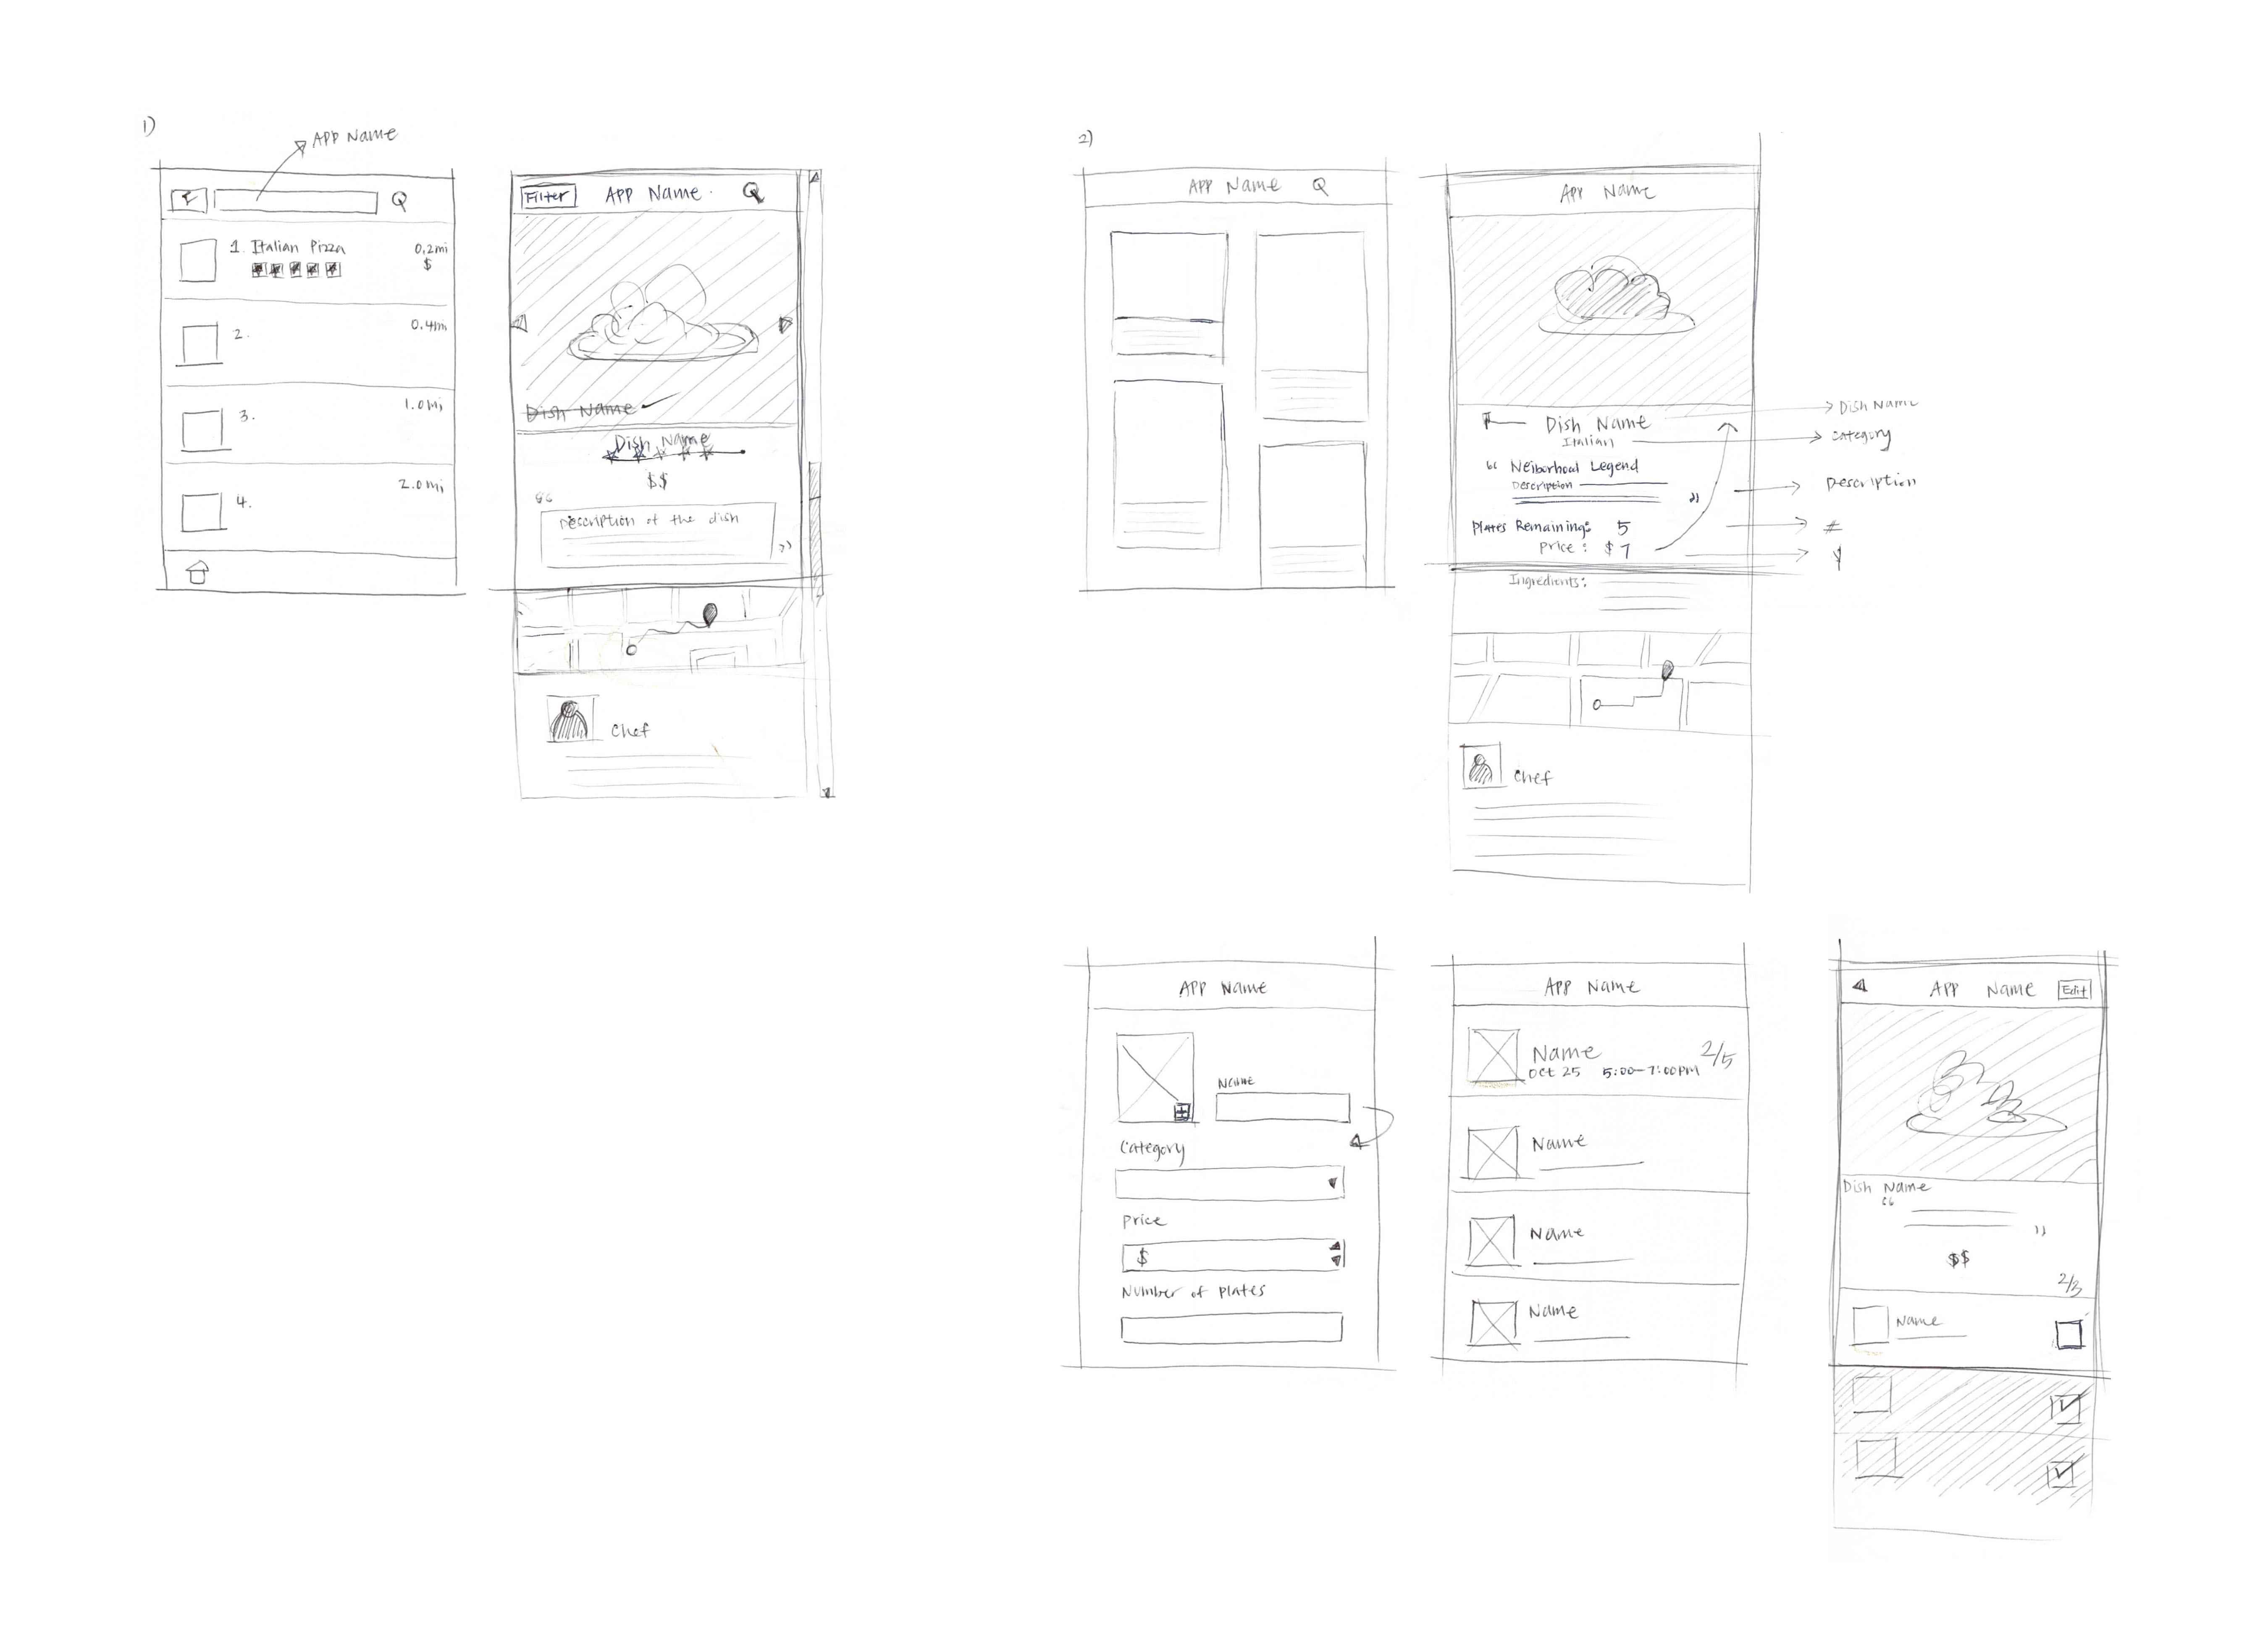 1)
APP Name
F
Q
1. Italian Pizza
0.2mi
$
2.
0.4mi
3.
1.0mi
4.
2.0mi
Filter APP Name. Q
Dish Name
Dish Name
$$
“
Description of the dish
”
Chef
2)
APP Name Q
APP Name
Dish Name
Italian
“ Neiborhood Legend
Description
”
Plates Remaining: 5
Price: $7
Ingredients:
Chef
Dish Name
category
Description
#
APP Name
Name
Category
Price
$
Number of plates
APP Name
Name 2/5
Oct 25 5:00-7:00PM
Name
Name
Name
APP Name Edit
Dish Name
“
”
$$
2/3
Name